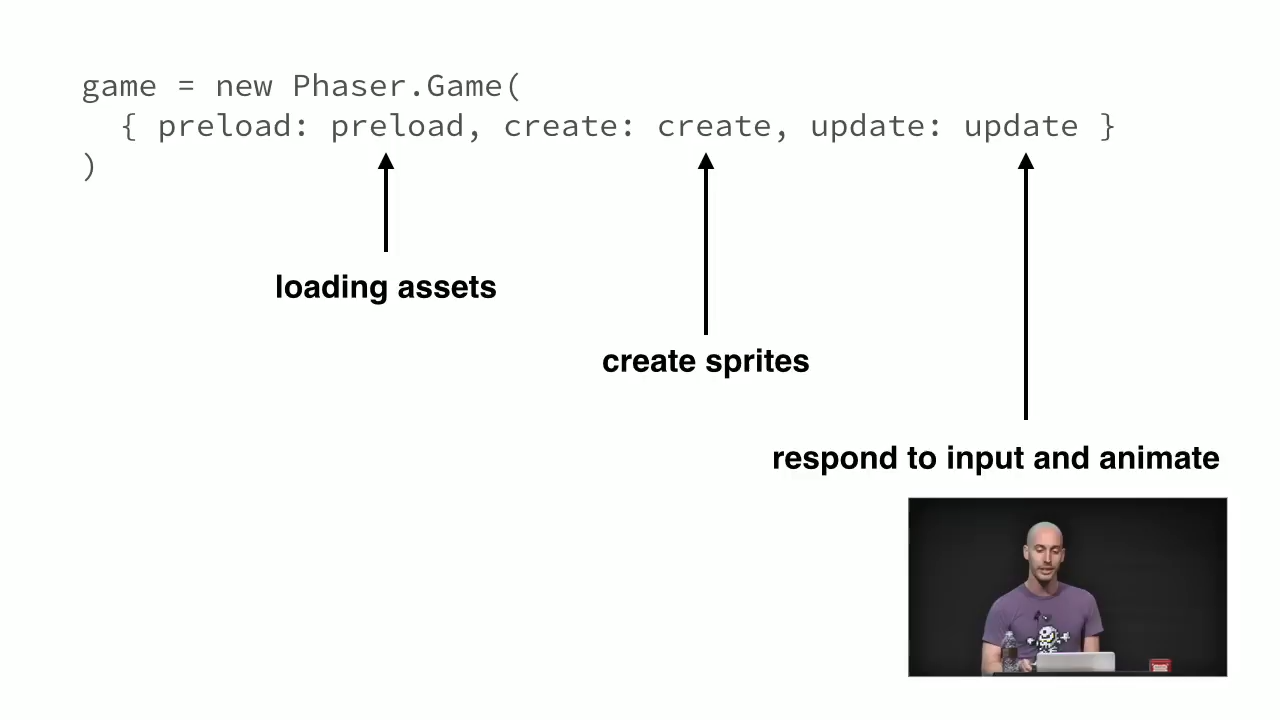 game = new Phaser.Game(
{ preload: preload, create: create, update: update }
)
loading assets
create sprites
respond to input and animate